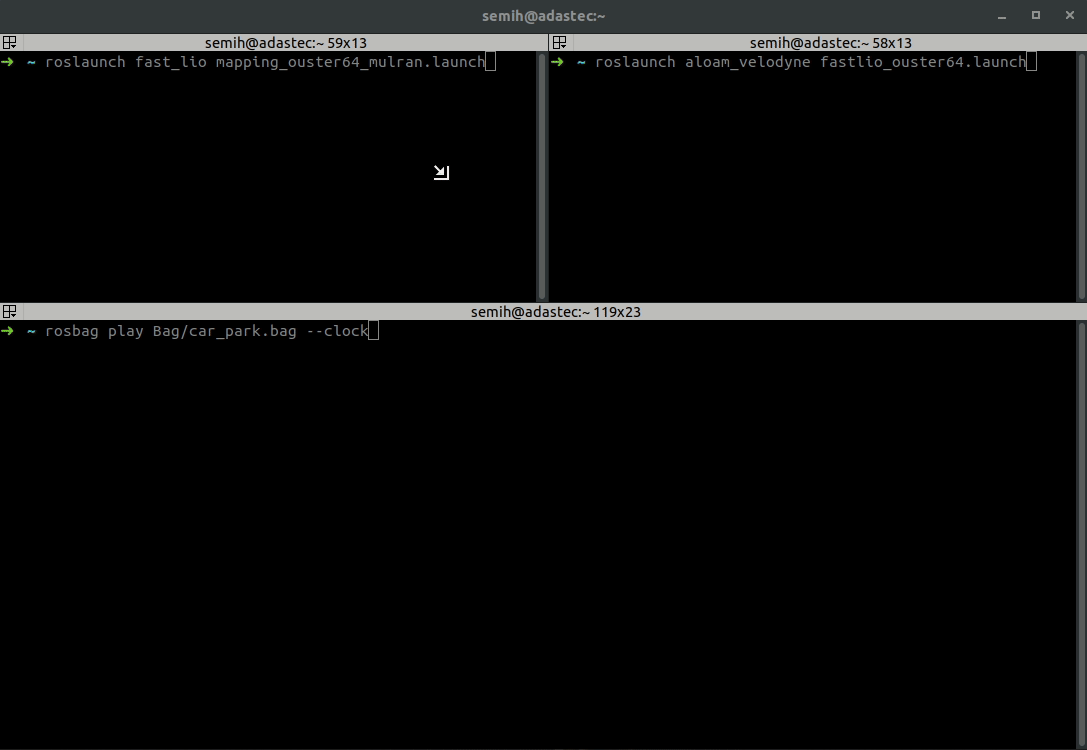 semih@adastec:~
semih@adastec:~ 59x13
➜ ~ roslaunch fast_lio mapping_ouster64_mulran.launch
semih@adastec:~ 58x13
➜ ~ roslaunch aloam_velodyne fastlio_ouster64.launch
semih@adastec:~ 119x23
➜ ~ rosbag play Bag/car_park.bag --clock